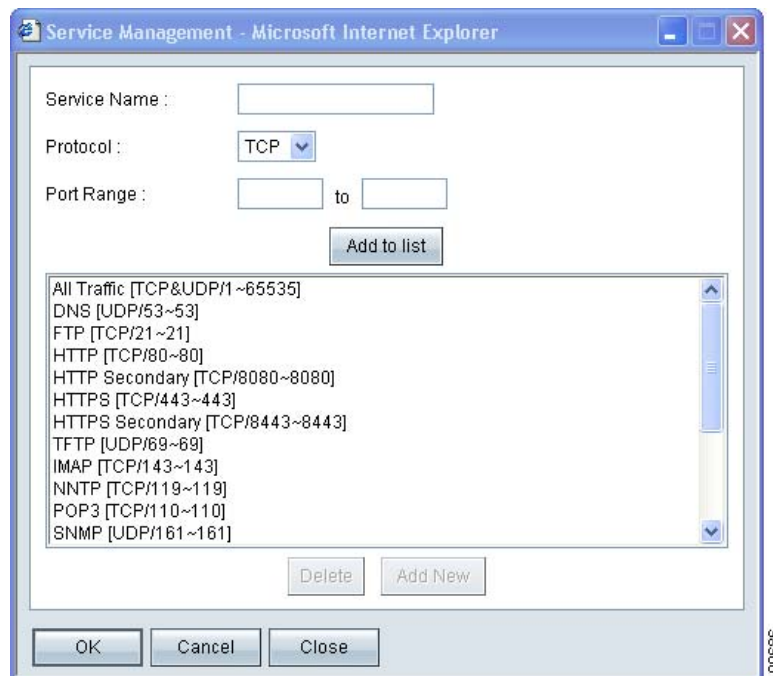 Service Management - Microsoft Internet Explorer
Service Name :
Protocol : TCP
Port Range : to
Add to list
All Traffic [TCP&UDP/1~65535]
DNS [UDP/53~53]
FTP [TCP/21~21]
HTTP [TCP/80~80]
HTTP Secondary [TCP/8080~8080]
HTTPS [TCP/443~443]
HTTPS Secondary [TCP/8443~8443]
TFTP [UDP/69~69]
IMAP [TCP/143~143]
NNTP [TCP/119~119]
POP3 [TCP/110~110]
SNMP [UDP/161~161]
Delete Add New
OK Cancel Close